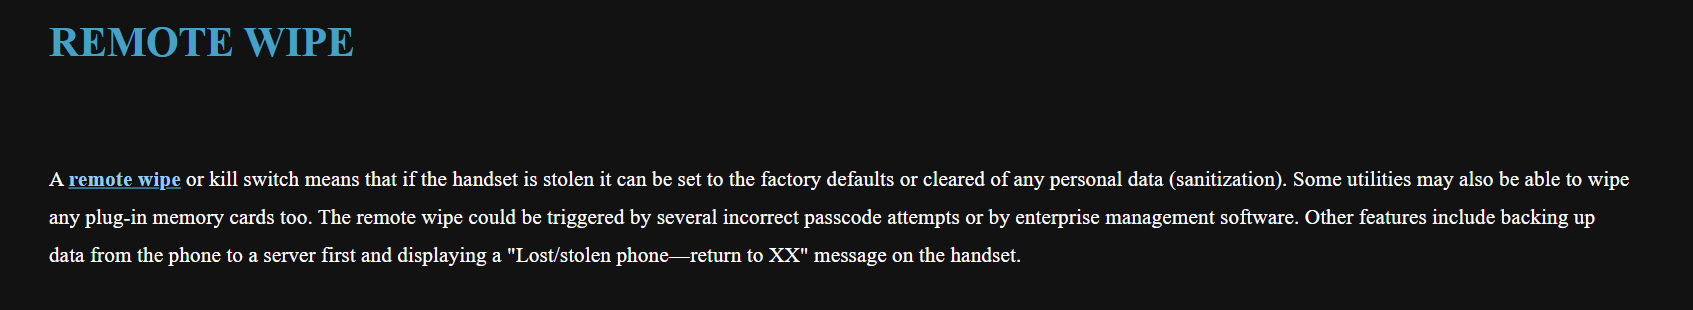 REMOTE WIPE
A remote wipe or kill switch means that if the handset is stolen it can be set to the factory defaults or cleared of any personal data (sanitization). Some utilities may also be able to wipe
any plug-in memory cards too. The remote wipe could be triggered by several incorrect passcode attempts or by enterprise management software. Other features include backing up
data from the phone to a server first and displaying a "Lost/stolen phone—return to XX" message on the handset.